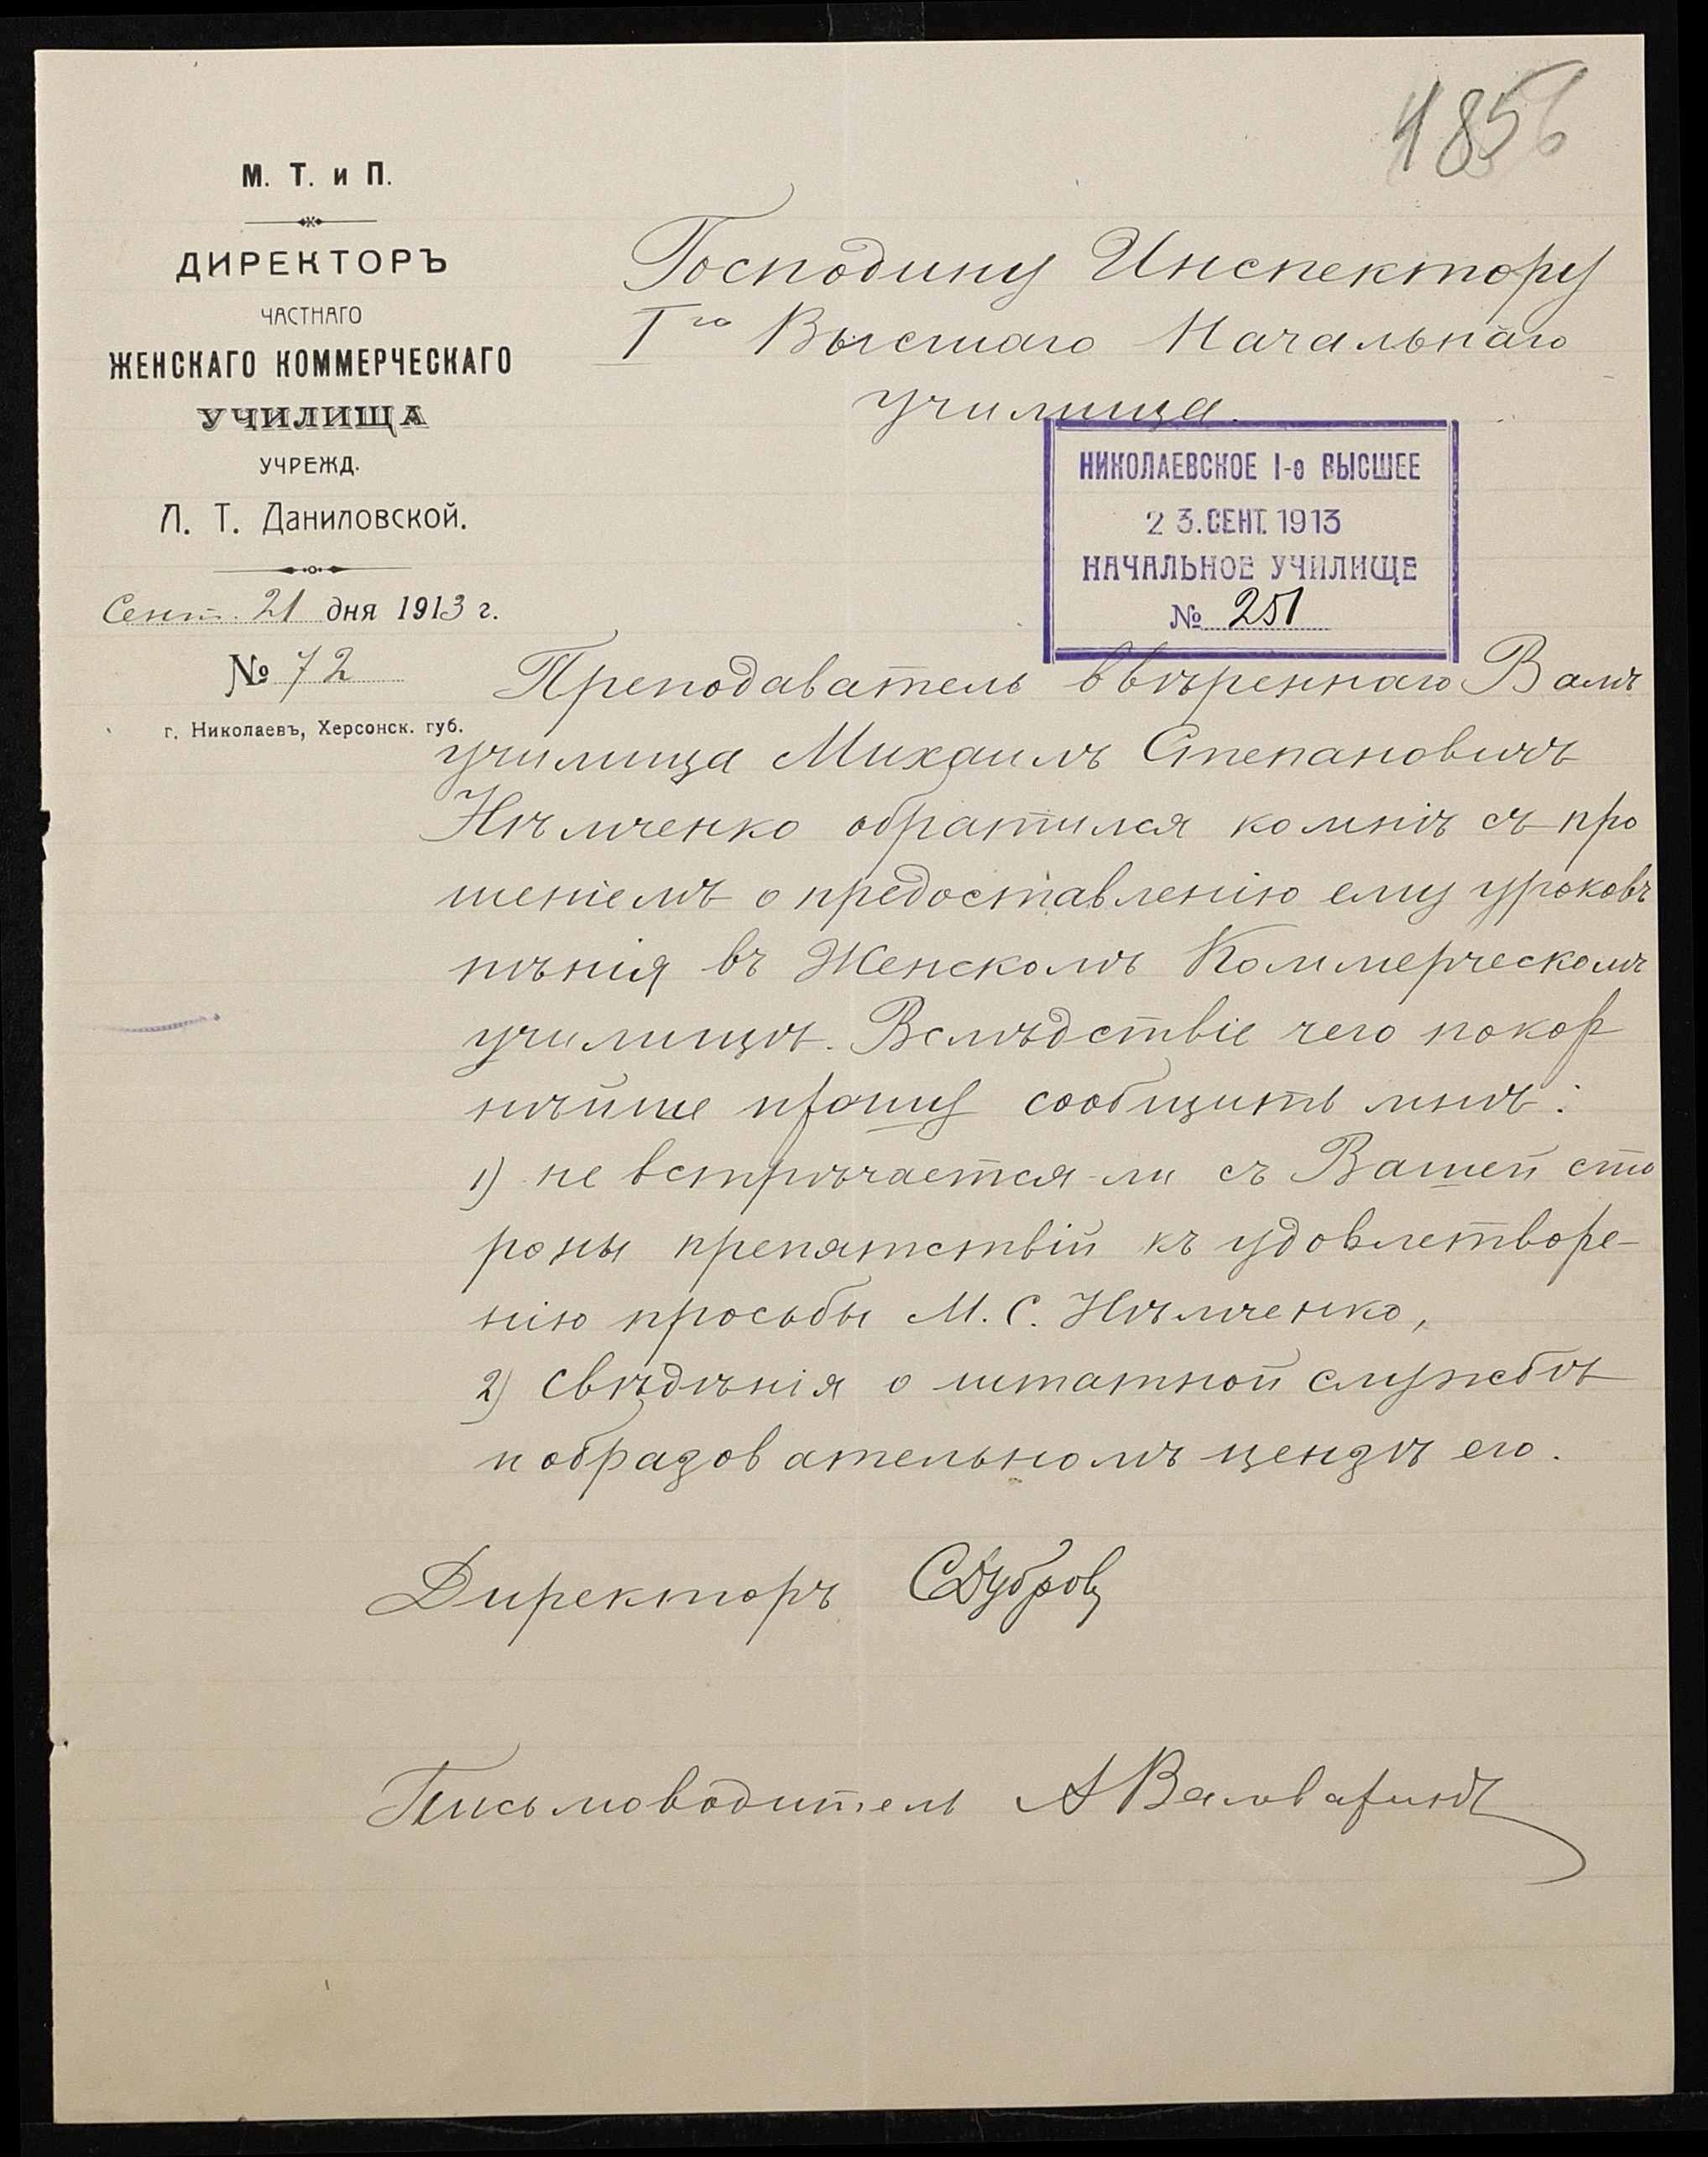 М. Т. и П.
ДИРЕКТОРЪ
ЧАСТНАГО
ЖЕНСКАГО КОММЕРЧЕСКАГО
УЧИЛИЩА
УЧРЕЖД.
Л. Т. Даниловской.
Сент. 21 дня 1913 г.
№ 72
г. Николаевъ, Херсонск. губ.
Господину Инспектору
I го Высшаго Начальнаго
училища.
НИКОЛАЕВСКОЕ I-е ВЫСШЕЕ
23. СЕНТ. 1913
НАЧАЛЬНОЕ УЧИЛИЩЕ
№ 251
Преподаватель ввѣреннаго Вамъ
училища Михаилъ Степановичъ
Нѣмченко обратился ко мнѣ съ про
шеніемъ о предоставленію ему уроковъ
пѣнія въ Женскомъ Коммерческомъ
училищѣ. Вслѣдствіе чего покор
нѣйше прошу сообщить мнѣ:
1) не встрѣчается-ли съ Вашей сто
роны препятствій къ удовлетворе-
нію просьбы М. С. Нѣмченко,
2) свѣдѣнія о штатной службѣ
и образовательномъ цензѣ его.
Директоръ СДубровъ
Письмоводитель А